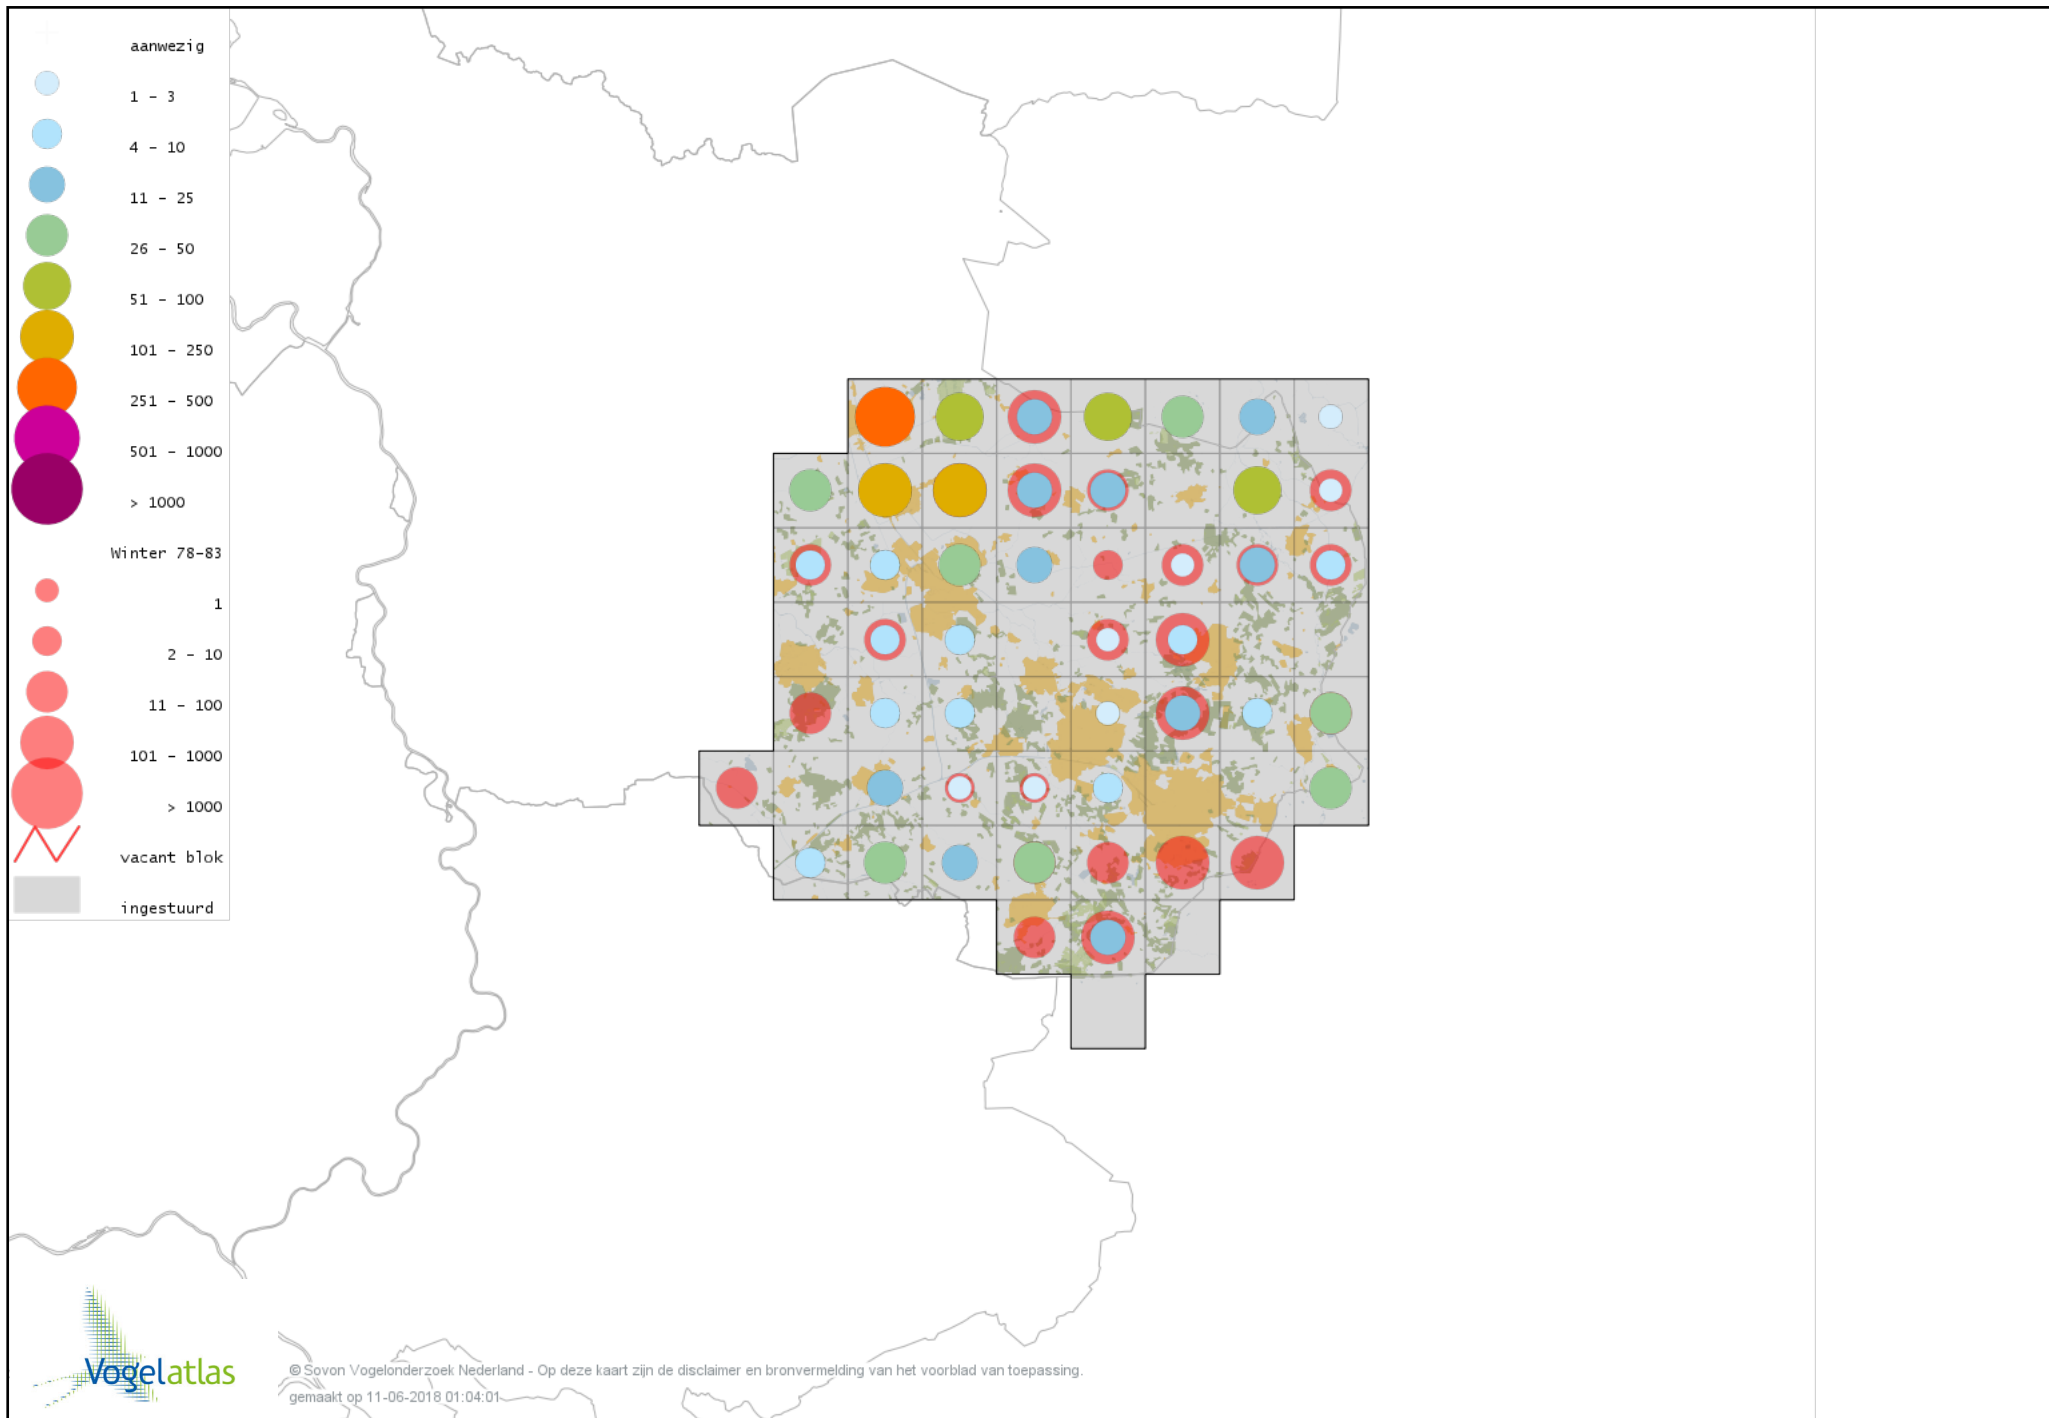 aanwezig
1 - 3
4 - 10
11 - 25
26 - 50
51 - 100
101 - 250
251 - 500
501 - 1000
> 1000
Winter 78-83
1
2 - 10
11 - 100
101 - 1000
> 1000
vacant blok
ingestuurd
Vogelatlas
© Sovon Vogelonderzoek Nederland - Op deze kaart zijn de disclaimer en bronvermelding van het voorblad van toepassing.
gemaakt op 11-06-2018 01:04:01